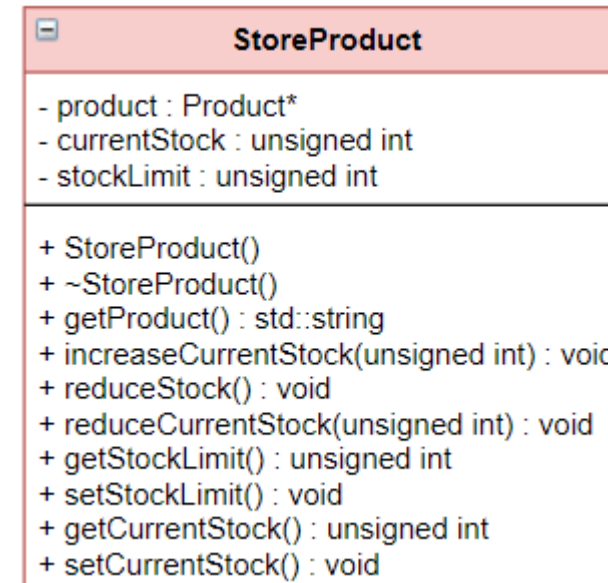 StoreProduct
- product : Product*
- currentStock : unsigned int
- stockLimit : unsigned int
+ StoreProduct()
+ ~StoreProduct()
+ getProduct() : std::string
+ increaseCurrentStock(unsigned int) : void
+ reduceStock() : void
+ reduceCurrentStock(unsigned int) : void
+ getStockLimit() : unsigned int
+ setStockLimit() : void
+ getCurrentStock() : unsigned int
+ setCurrentStock() : void